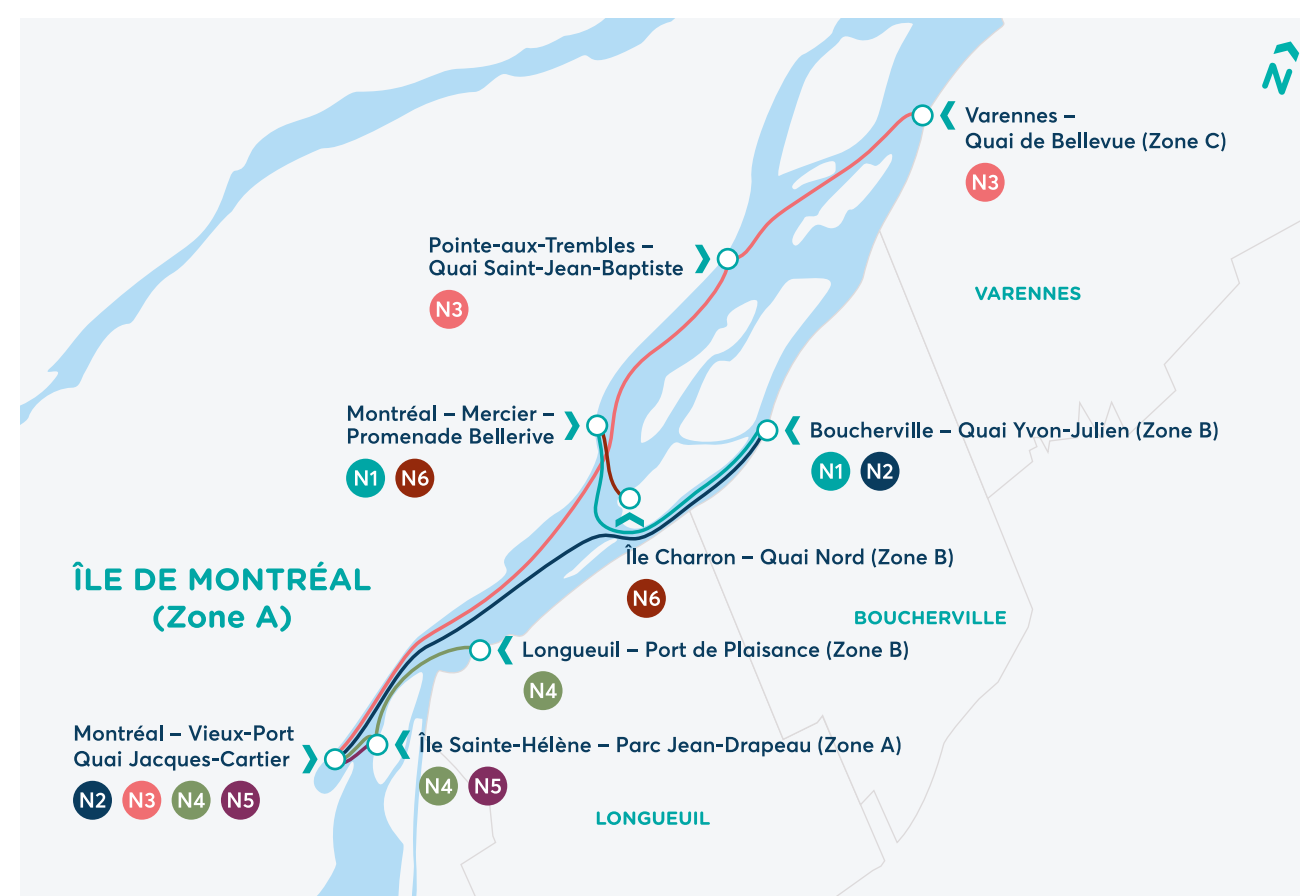 N
Varennes –
Quai de Bellevue (Zone C)
N3
Pointe-aux-Trembles –
Quai Saint-Jean-Baptiste
N3
VARENNES
Montréal – Mercier –
Promenade Bellerive
N1 N6
Boucherville – Quai Yvon-Julien (Zone B)
N1 N2
Île Charron – Quai Nord (Zone B)
N6
ÎLE DE MONTRÉAL
(Zone A)
BOUCHERVILLE
Longueuil – Port de Plaisance (Zone B)
N4
Montréal – Vieux-Port
Quai Jacques-Cartier
N2 N3 N4 N5
Île Sainte-Hélène – Parc Jean-Drapeau (Zone A)
N4 N5
LONGUEUIL